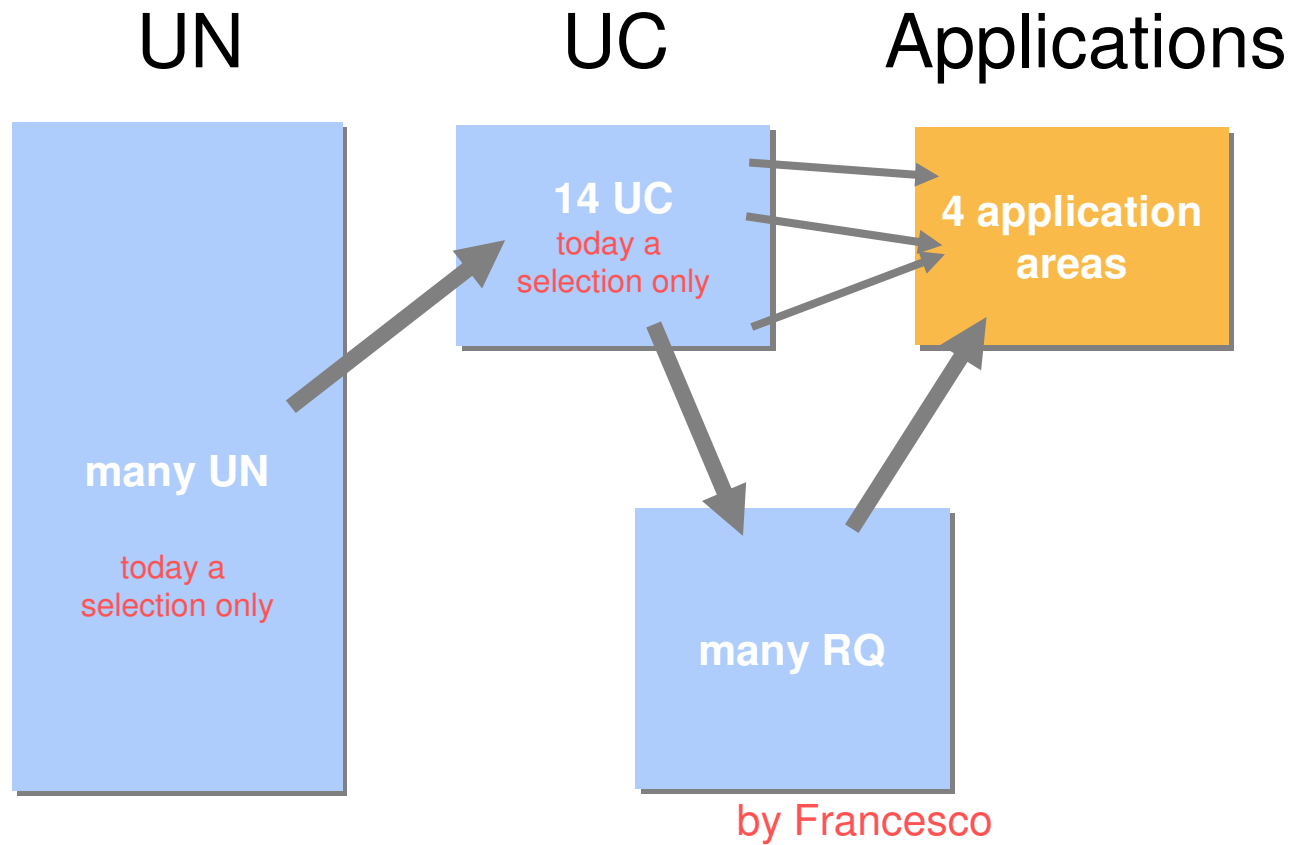 UN
UC
Applications
many UN
today a
selection only
14 UC
today a
selection only
4 application
areas
many RQ
by Francesco